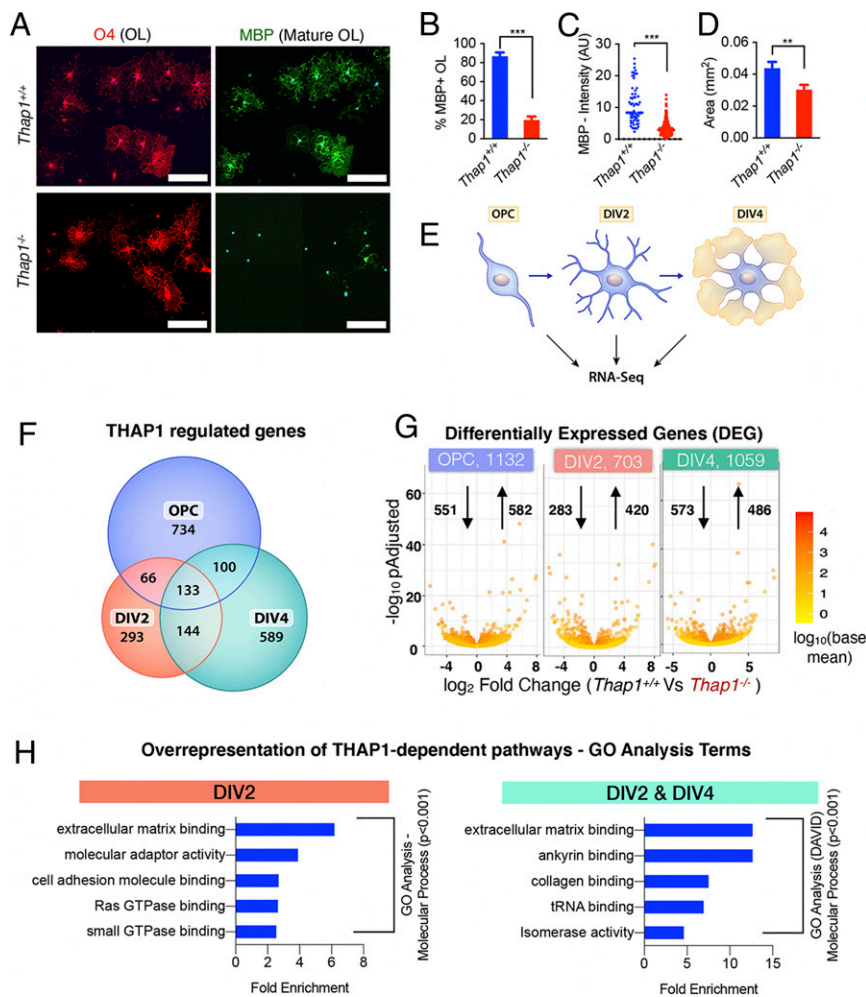 A
O4 (OL)
MBP (Mature OL)
Thap1+/+
Thap1-/-
B
***
% MBP+ OL
100
80
60
40
20
0
Thap1+/+
Thap1-/-
C
***
MBP - Intensity (AU)
30
20
10
0
Thap1+/+
Thap1-/-
D
**
Area (mm²)
0.06
0.04
0.02
0.00
Thap1+/+
Thap1-/-
E
OPC
DIV2
DIV4
RNA-Seq
F
THAP1 regulated genes
OPC
734
66
100
133
DIV2
293
144
DIV4
589
G
Differentially Expressed Genes (DEG)
OPC, 1132
DIV2, 703
DIV4, 1059
551
582
283
420
573
486
-log10 pAdjusted
60
40
20
0
-4 0 4 8
-4 0 4 8
-5 0 5
log2 Fold Change (Thap1+/+ Vs Thap1-/-)
4
3
2
1
0
log10(base
mean)
H
Overrepresentation of THAP1-dependent pathways - GO Analysis Terms
DIV2
extracellular matrix binding
molecular adaptor activity
cell adhesion molecule binding
Ras GTPase binding
small GTPase binding
0 2 4 6 8
Fold Enrichment
GO Analysis -
Molecular Process (p<0.001)
DIV2 & DIV4
extracellular matrix binding
ankyrin binding
collagen binding
tRNA binding
Isomerase activity
0 5 10 15
Fold Enrichment
GO Analysis (DAVID)
Molecular Process (p<0.001)